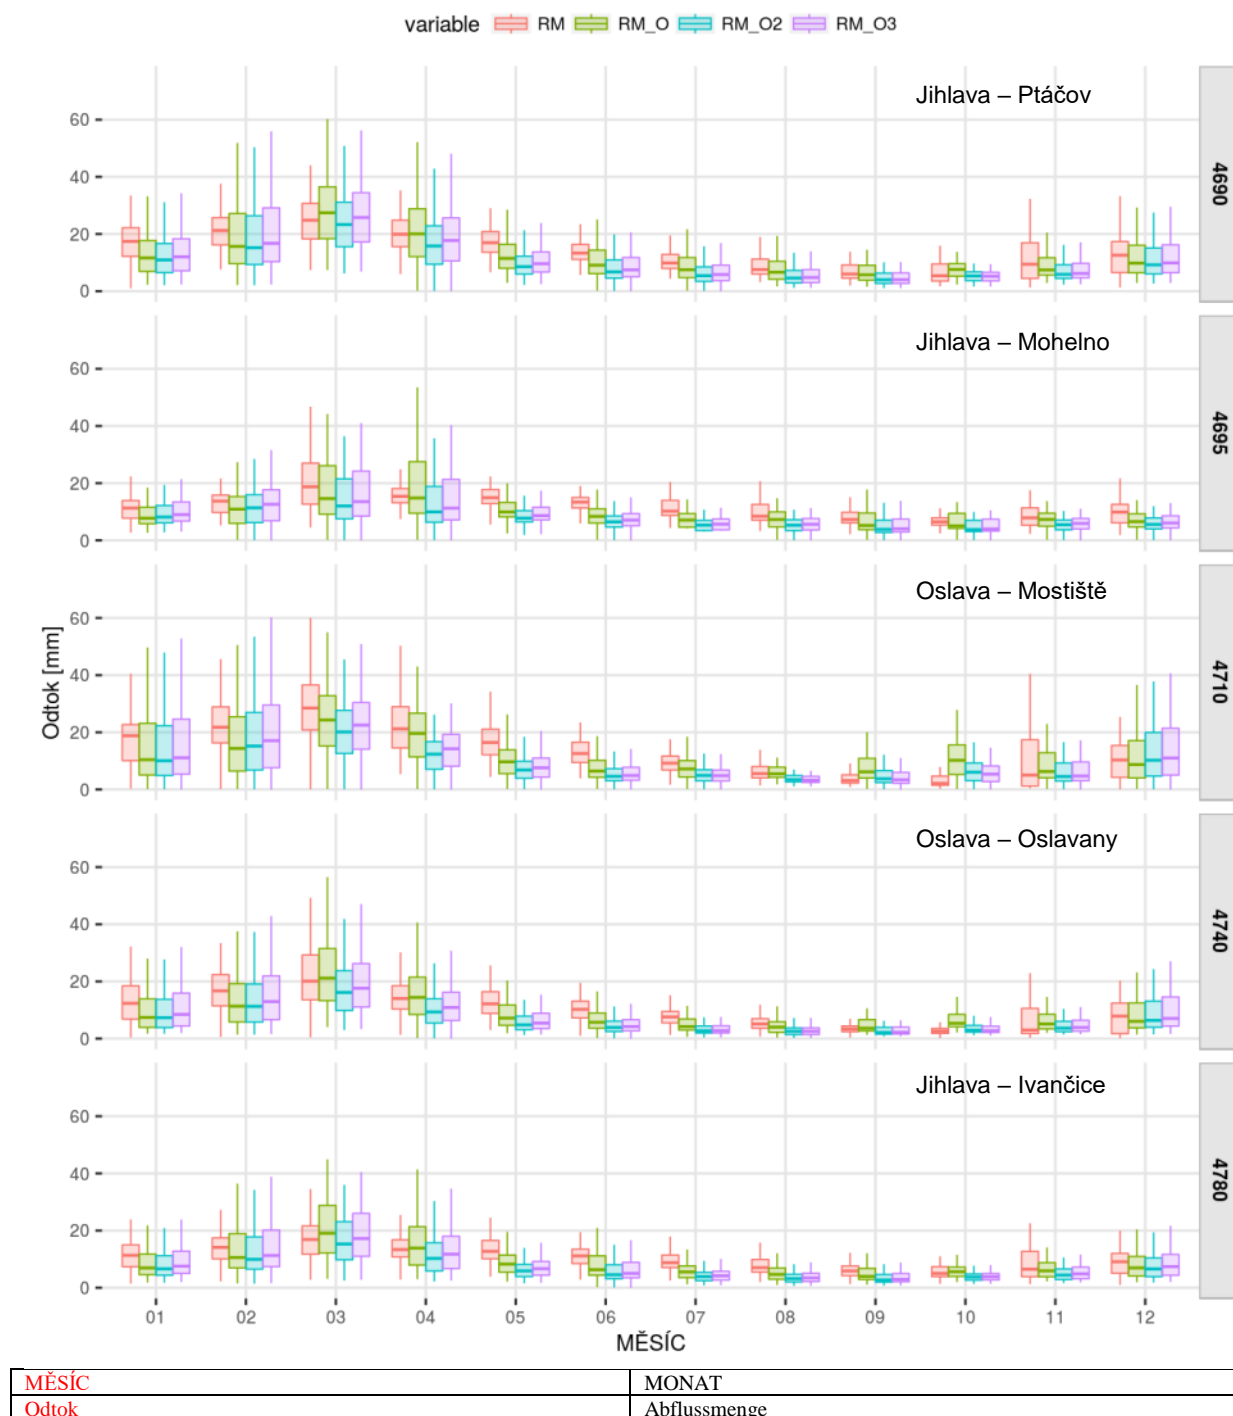 variable RM RM_O RM_O2 RM_O3
Jihlava – Ptáčov
60
40
20
0
4690
Jihlava – Mohelno
60
40
20
0
4695
Oslava – Mostiště
60
40
20
0
4710
Odtok [mm]
Oslava – Oslavany
60
40
20
0
4740
Jihlava – Ivančice
60
40
20
0
4780
01 02 03 04 05 06 07 08 09 10 11 12
MĚSÍC
MĚSÍC MONAT
Odtok Abflussmenge